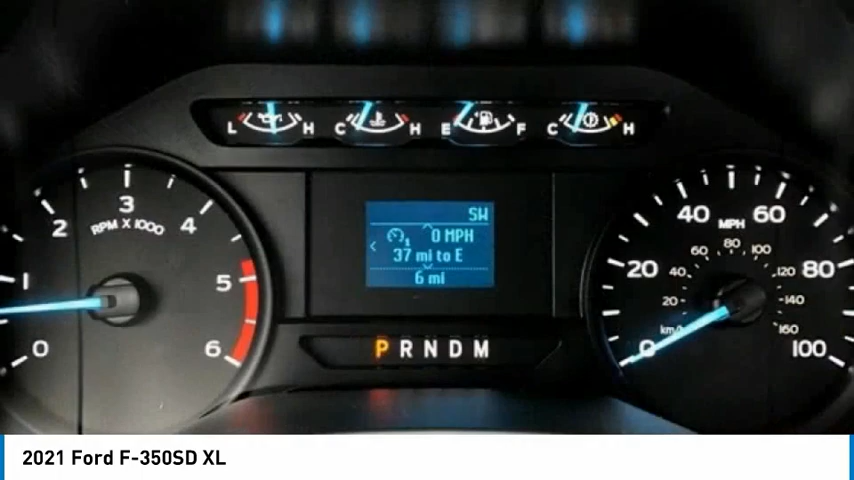 L H C H E F C H
SW
0 MPH
37 mi to E
6 mi
0 1 2 3 4 5 6
RPM X 1000
P R N D M
0 20 40 60 80 100
MPH
20 40 60 80 100 120 140 160
km/h
2021 Ford F-350SD XL